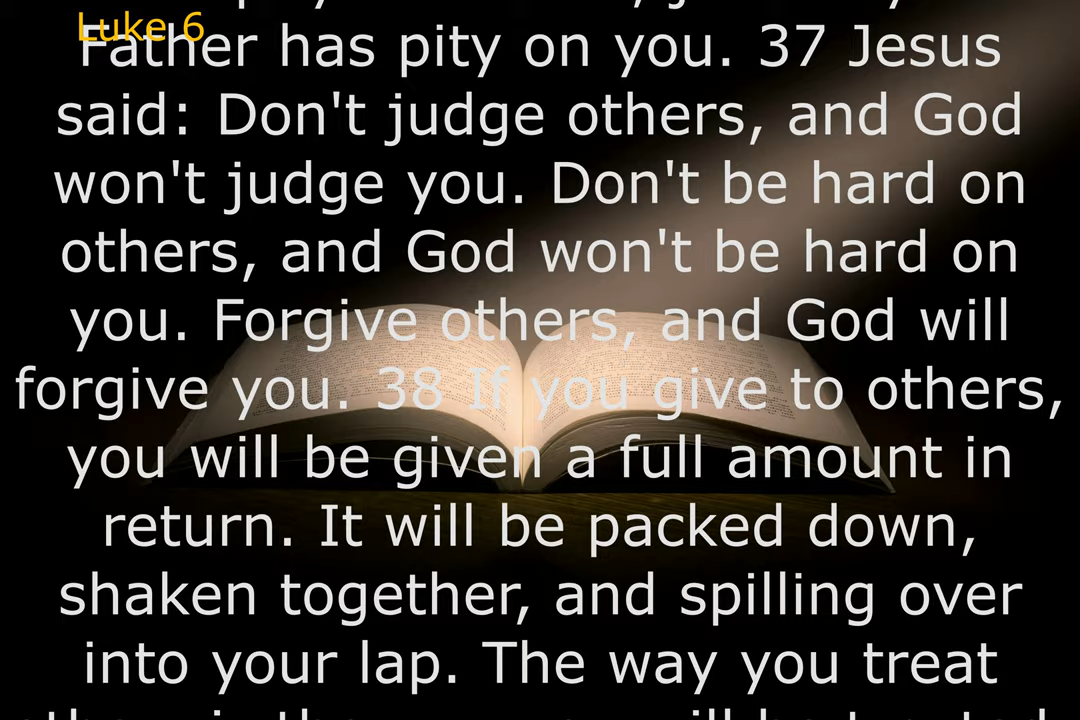 Luke 6
Father has pity on you. 37 Jesus
said: Don't judge others, and God
won't judge you. Don't be hard on
others, and God won't be hard on
you. Forgive others, and God will
forgive you. 38 If you give to others,
you will be given a full amount in
return. It will be packed down,
shaken together, and spilling over
into your lap. The way you treat